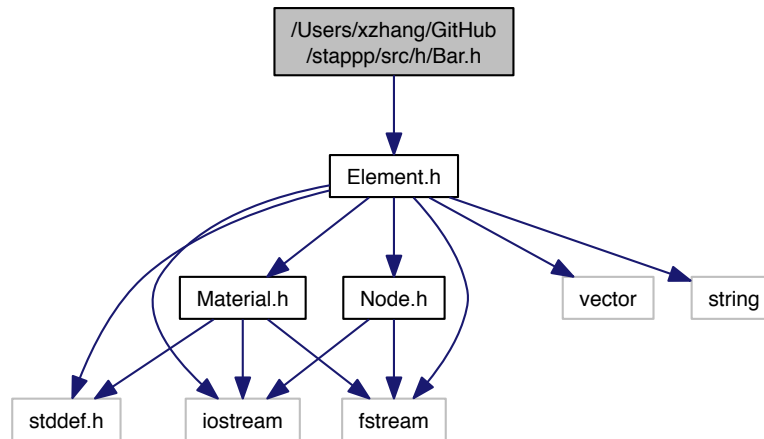 /Users/xzhang/GitHub
/stappp/src/h/Bar.h
Element.h
Material.h
Node.h
vector
string
stddef.h
iostream
fstream